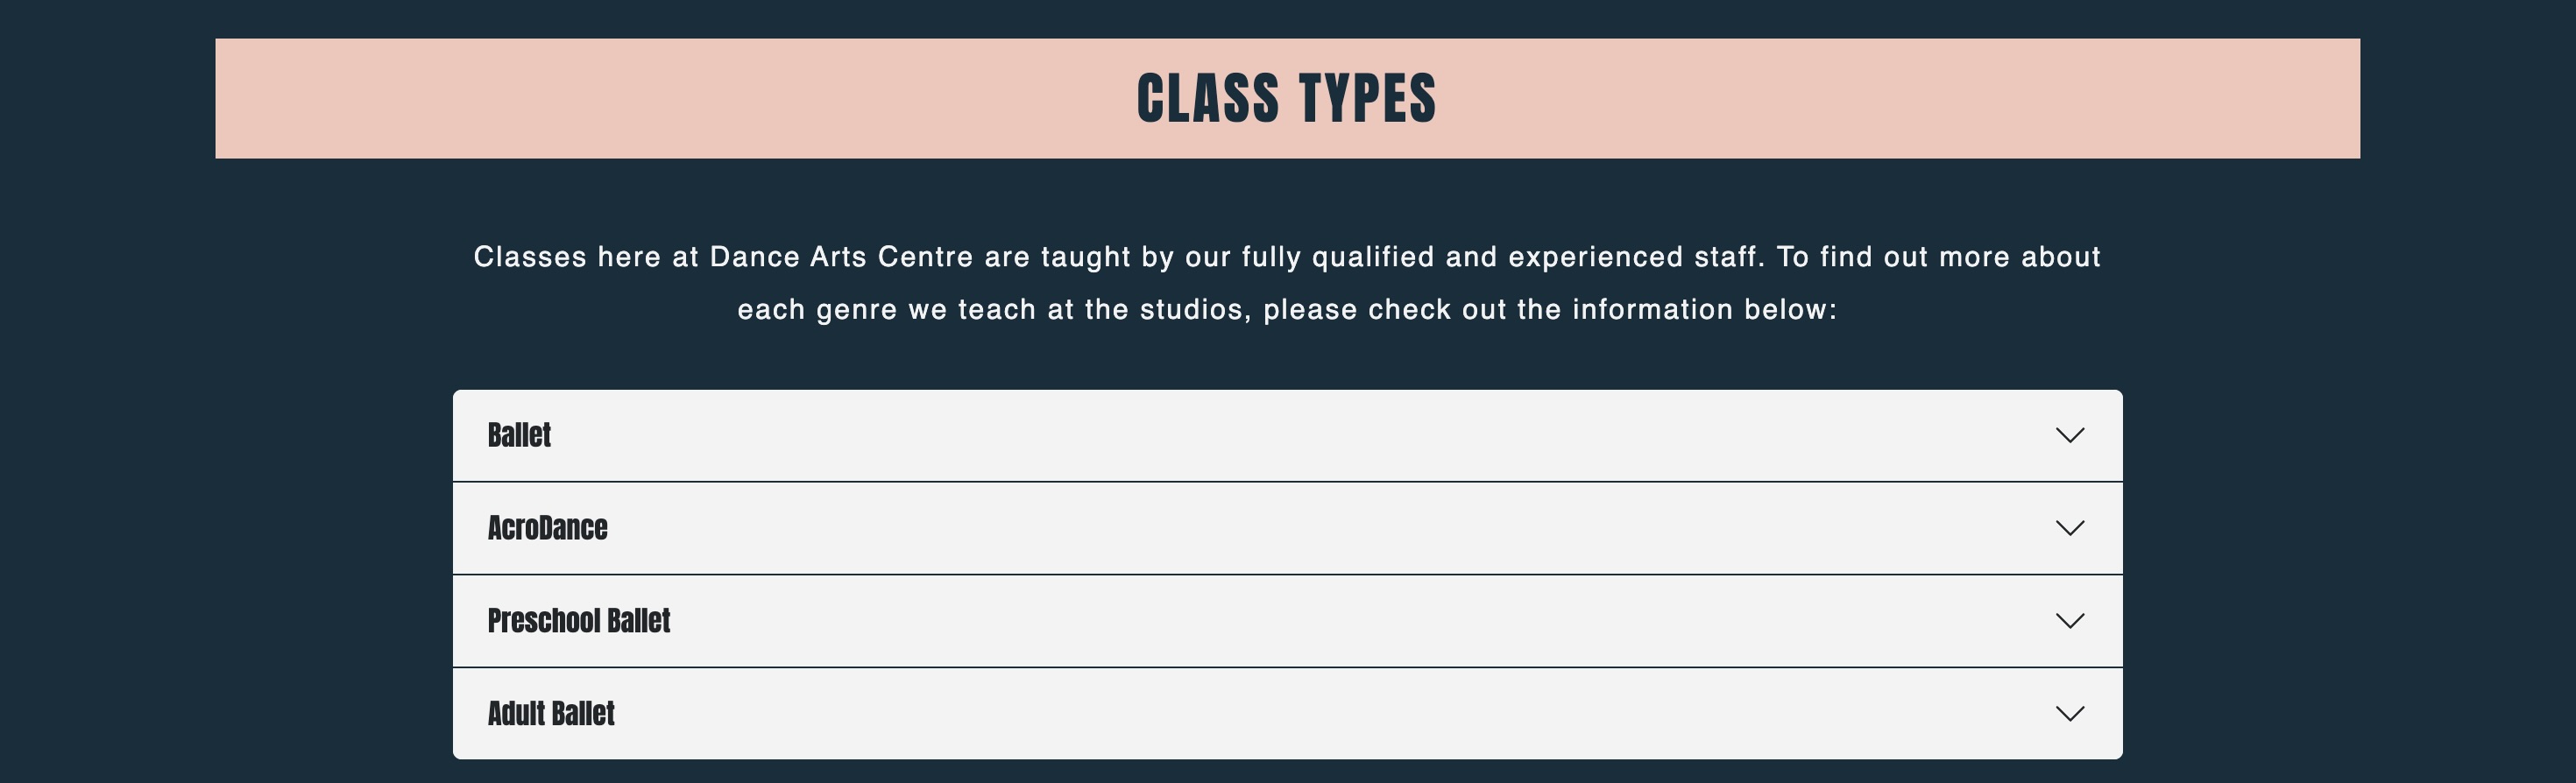 CLASS TYPES
Classes here at Dance Arts Centre are taught by our fully qualified and experienced staff. To find out more about
each genre we teach at the studios, please check out the information below:
Ballet
AcroDance
Preschool Ballet
Adult Ballet